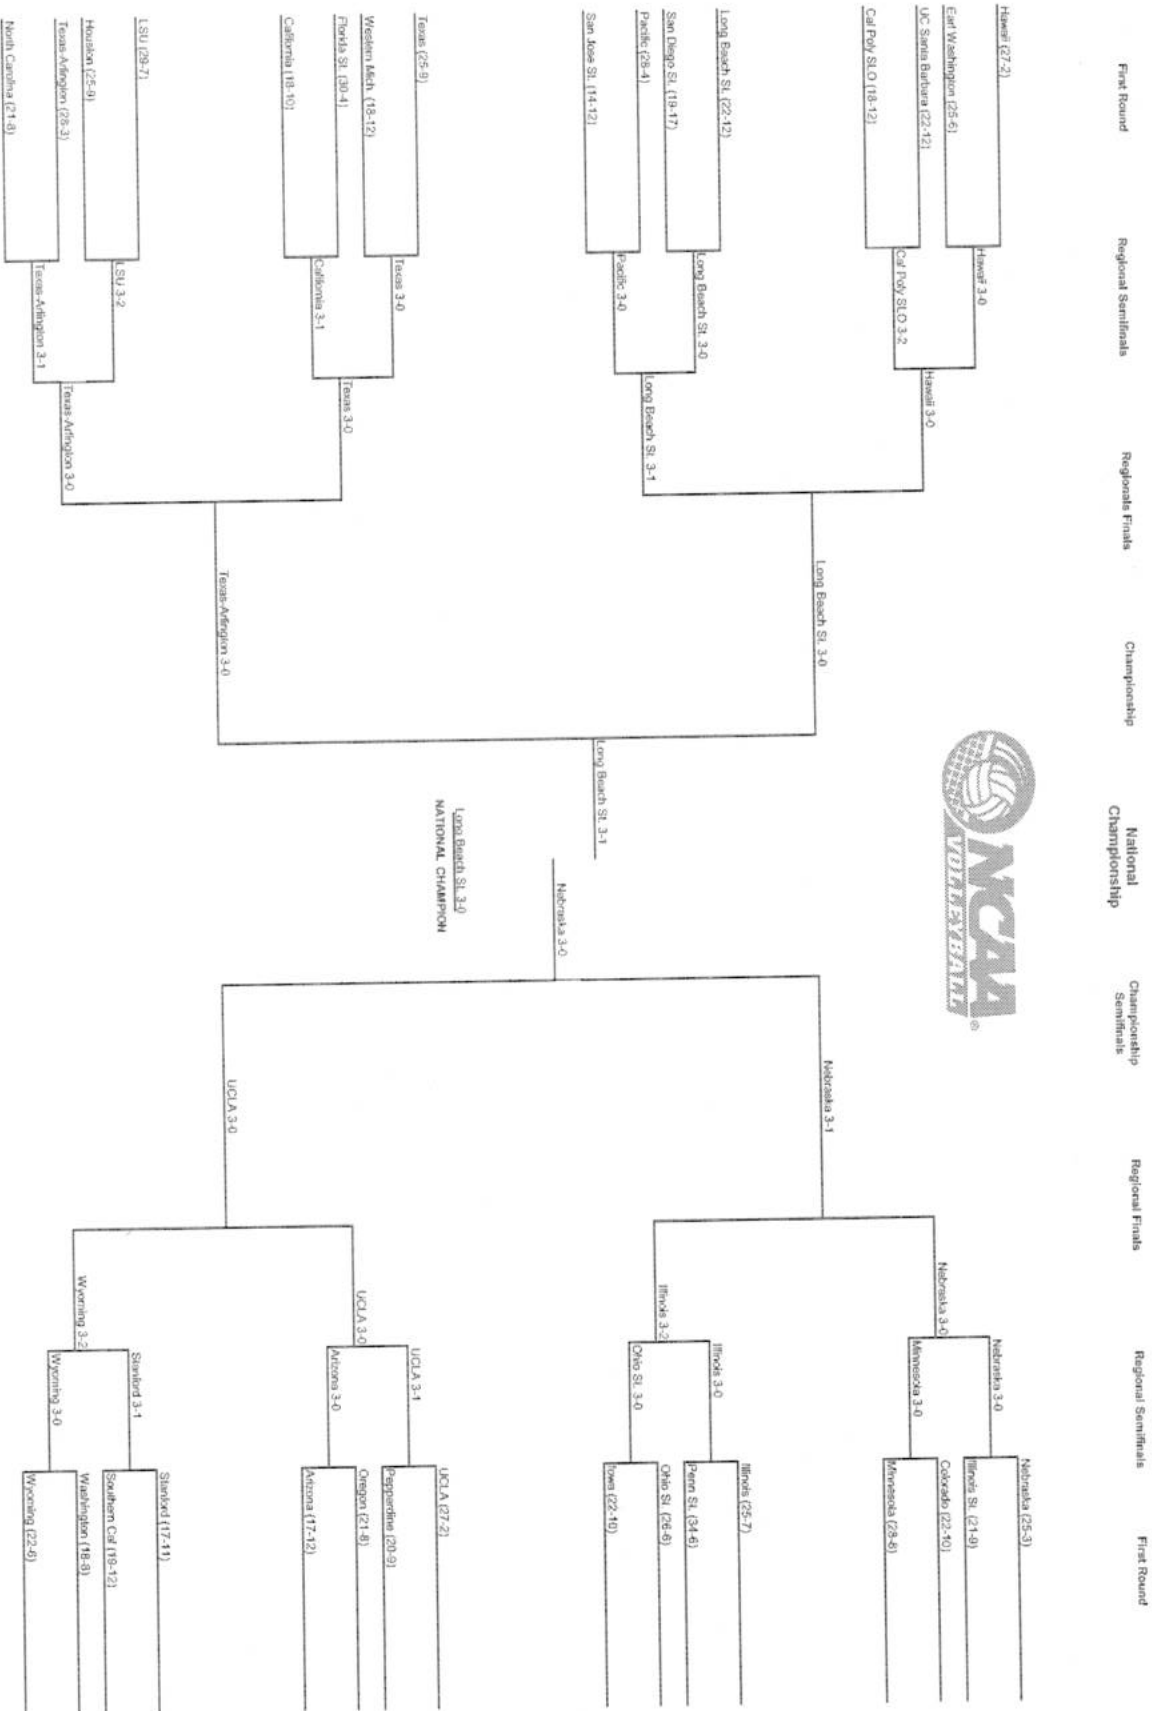 First Round
Regional Semifinals
Regionals Finals
Championship
National
Championship
Championship
Semifinals
Regional Finals
Regional Semifinals
First Round
NCAA
VOLLEYBALL
®
Hawaii (27-2)
East Washington (25-6)
UC Santa Barbara (22-12)
Cal Poly SLO (18-12)
Long Beach St. (22-12)
San Diego St. (19-17)
Pacific (28-4)
San Jose St. (14-12)
Texas (25-9)
Western Mich. (18-12)
Florida St. (30-4)
California (18-10)
LSU (29-7)
Houston (25-9)
Texas-Arlington (28-3)
North Carolina (21-8)
Hawaii 3-0
Cal Poly SLO 3-2
Long Beach St. 3-0
Pacific 3-0
Texas 3-0
California 3-1
LSU 3-2
Texas-Arlington 3-1
Hawaii 3-0
Long Beach St. 3-1
Texas 3-0
Texas-Arlington 3-0
Long Beach St. 3-0
Texas-Arlington 3-0
Long Beach St. 3-1
Long Beach St. 3-0
NATIONAL CHAMPION
Nebraska 3-0
Nebraska 3-1
UCLA 3-0
Nebraska 3-0
Illinois 3-2
UCLA 3-0
Wyoming 3-2
Nebraska 3-0
Minnesota 3-0
Illinois 3-0
Ohio St. 3-0
UCLA 3-1
Arizona 3-0
Stanford 3-1
Wyoming 3-0
Nebraska (25-3)
Illinois St. (21-9)
Colorado (22-10)
Minnesota (28-8)
Illinois (25-7)
Penn St. (34-6)
Ohio St. (26-6)
Iowa (22-10)
UCLA (27-2)
Pepperdine (20-9)
Oregon (21-8)
Arizona (17-12)
Stanford (17-11)
Southern Cal (19-12)
Washington (18-8)
Wyoming (22-6)